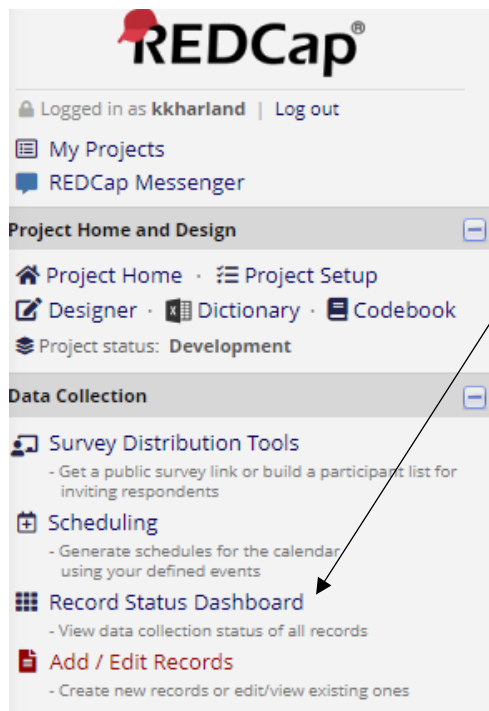 REDCap®
Logged in as kkharland | Log out
My Projects
REDCap Messenger
Project Home and Design
Project Home · Project Setup
Designer · Dictionary · Codebook
Project status: Development
Data Collection
Survey Distribution Tools
- Get a public survey link or build a participant list for
inviting respondents
Scheduling
- Generate schedules for the calendar
using your defined events
Record Status Dashboard
- View data collection status of all records
Add / Edit Records
- Create new records or edit/view existing ones